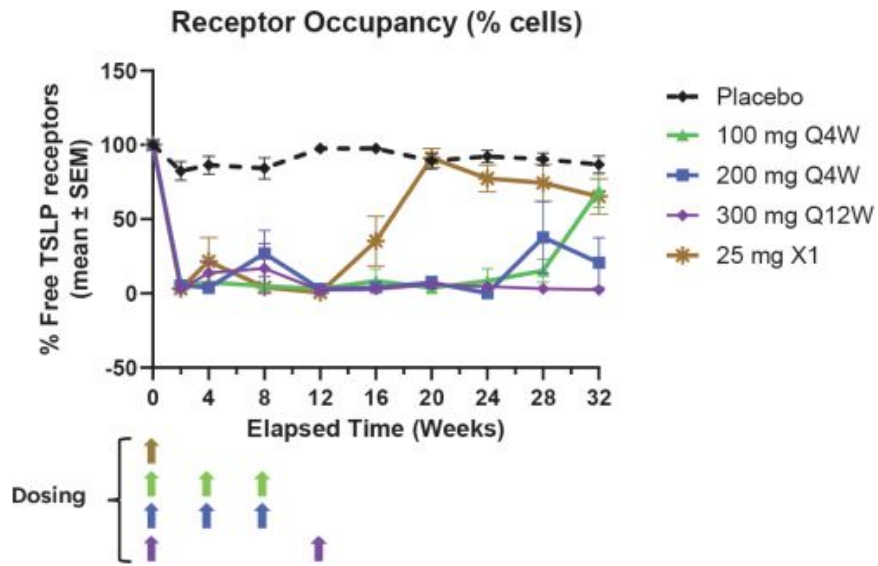 Receptor Occupancy (% cells)
% Free TSLP receptors
(mean ± SEM)
150
100
50
0
-50
0 4 8 12 16 20 24 28 32
Elapsed Time (Weeks)
Placebo
100 mg Q4W
200 mg Q4W
300 mg Q12W
25 mg X1
Dosing